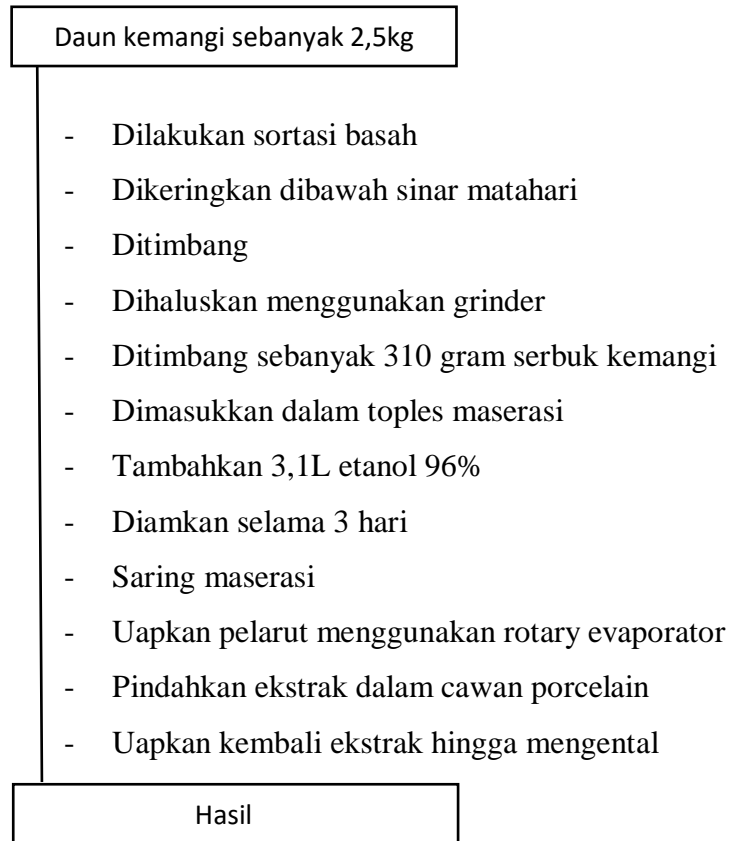 Daun kemangi sebanyak 2,5kg
- Dilakukan sortasi basah
- Dikeringkan dibawah sinar matahari
- Ditimbang
- Dihaluskan menggunakan grinder
- Ditimbang sebanyak 310 gram serbuk kemangi
- Dimasukkan dalam toples maserasi
- Tambahkan 3,1L etanol 96%
- Diamkan selama 3 hari
- Saring maserasi
- Uapkan pelarut menggunakan rotary evaporator
- Pindahkan ekstrak dalam cawan porcelain
- Uapkan kembali ekstrak hingga mengental
Hasil